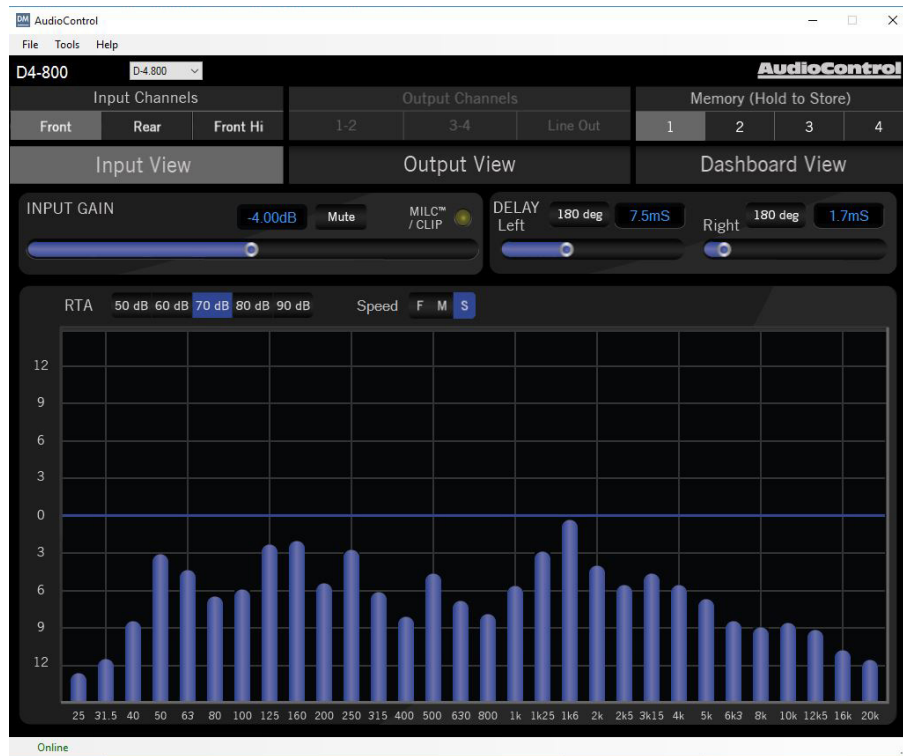 DM AudioControl
File Tools Help
D4-800 D-4.800 AudioControl
Input Channels Output Channels Memory (Hold to Store)
Front Rear Front Hi 1-2 3-4 Line Out 1 2 3 4
Input View Output View Dashboard View
INPUT GAIN -4.00dB Mute MILC™ / CLIP DELAY Left 180 deg 7.5mS Right 180 deg 1.7mS
RTA 50 dB 60 dB 70 dB 80 dB 90 dB Speed F M S
12
9
6
3
0
3
6
9
12
25 31.5 40 50 63 80 100 125 160 200 250 315 400 500 630 800 1k 1k25 1k6 2k 2k5 3k15 4k 5k 6k3 8k 10k 12k5 16k 20k
Online